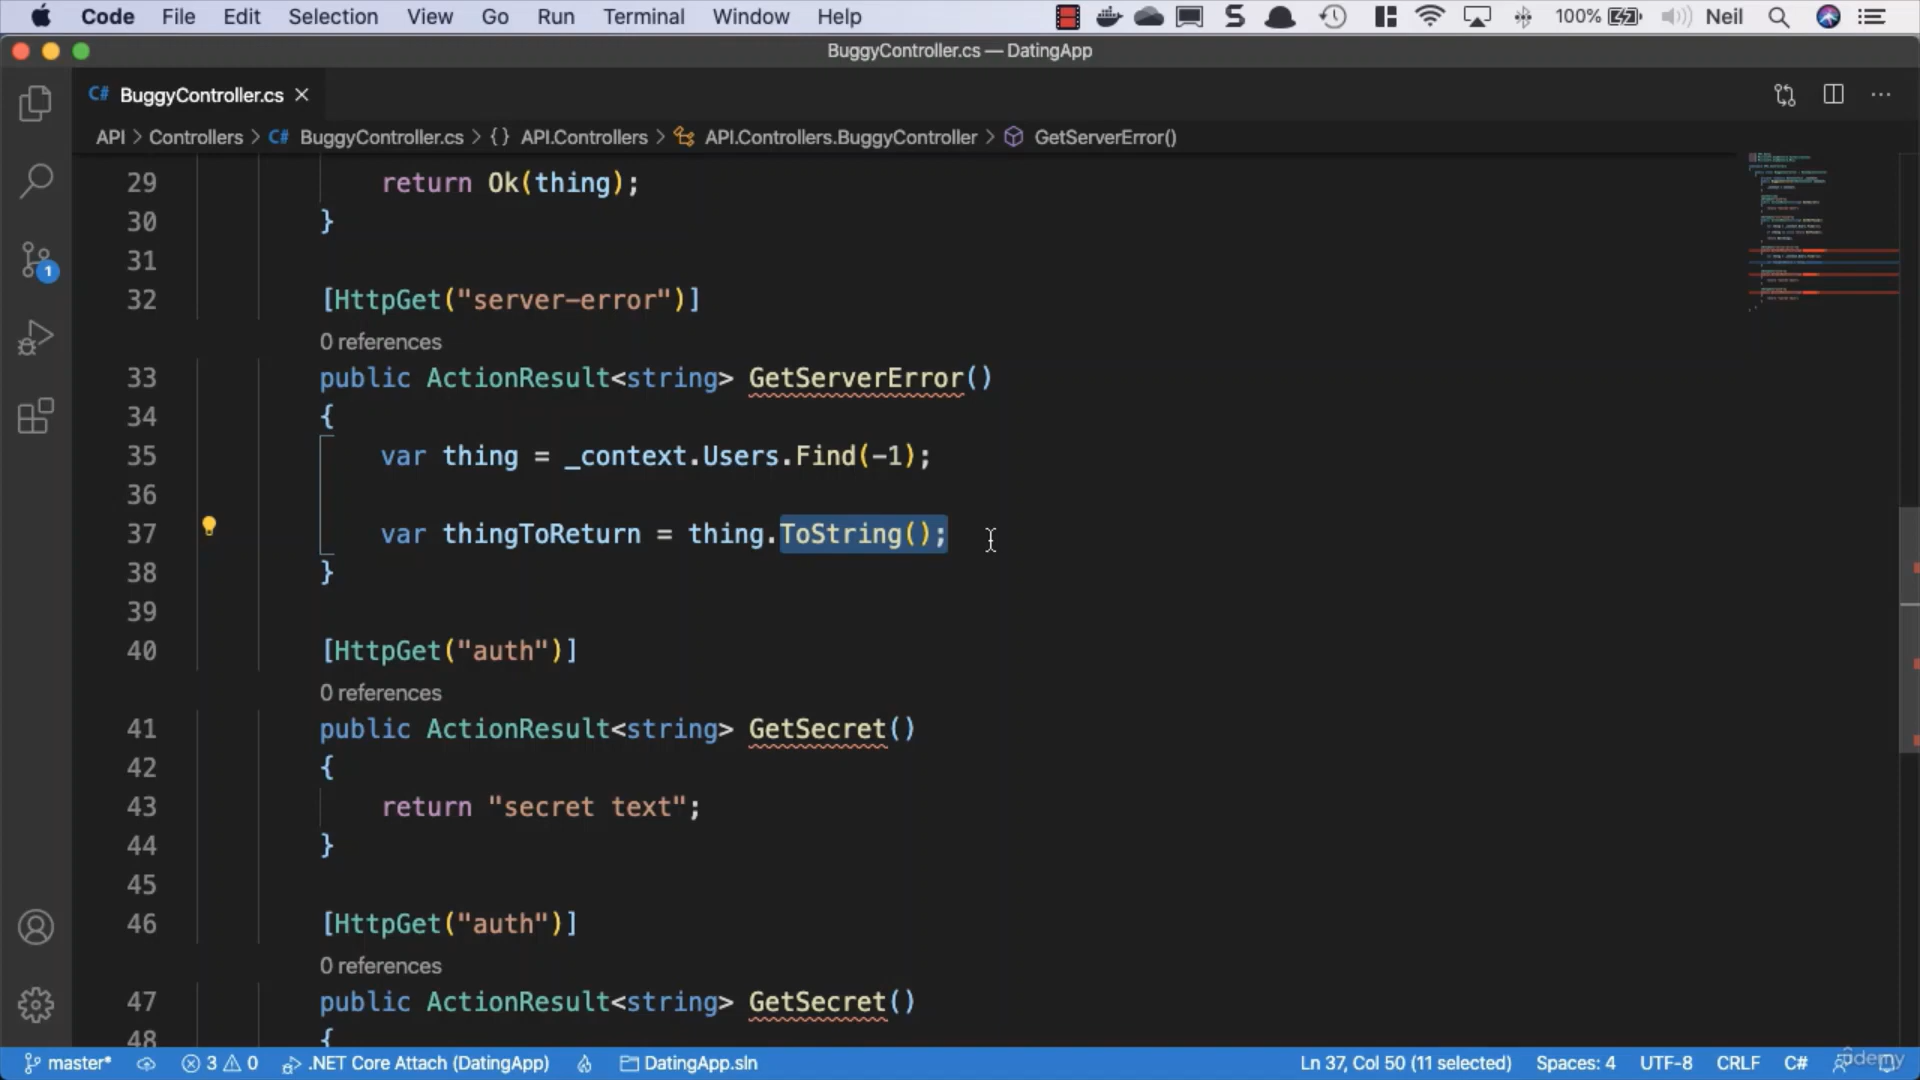 Code File Edit Selection View Go Run Terminal Window Help 100% Neil
BuggyController.cs — DatingApp
C# BuggyController.cs
API > Controllers > C# BuggyController.cs > {} API.Controllers > API.Controllers.BuggyController > GetServerError()
29 return Ok(thing);
30 }
31
32 [HttpGet("server-error")]
0 references
33 public ActionResult<string> GetServerError()
34 {
35 var thing = _context.Users.Find(-1);
36
37 var thingToReturn = thing.ToString();
38 }
39
40 [HttpGet("auth")]
0 references
41 public ActionResult<string> GetSecret()
42 {
43 return "secret text";
44 }
45
46 [HttpGet("auth")]
0 references
47 public ActionResult<string> GetSecret()
48 {
1
master* 3 0 .NET Core Attach (DatingApp) DatingApp.sln Ln 37, Col 50 (11 selected) Spaces: 4 UTF-8 CRLF C# udemy